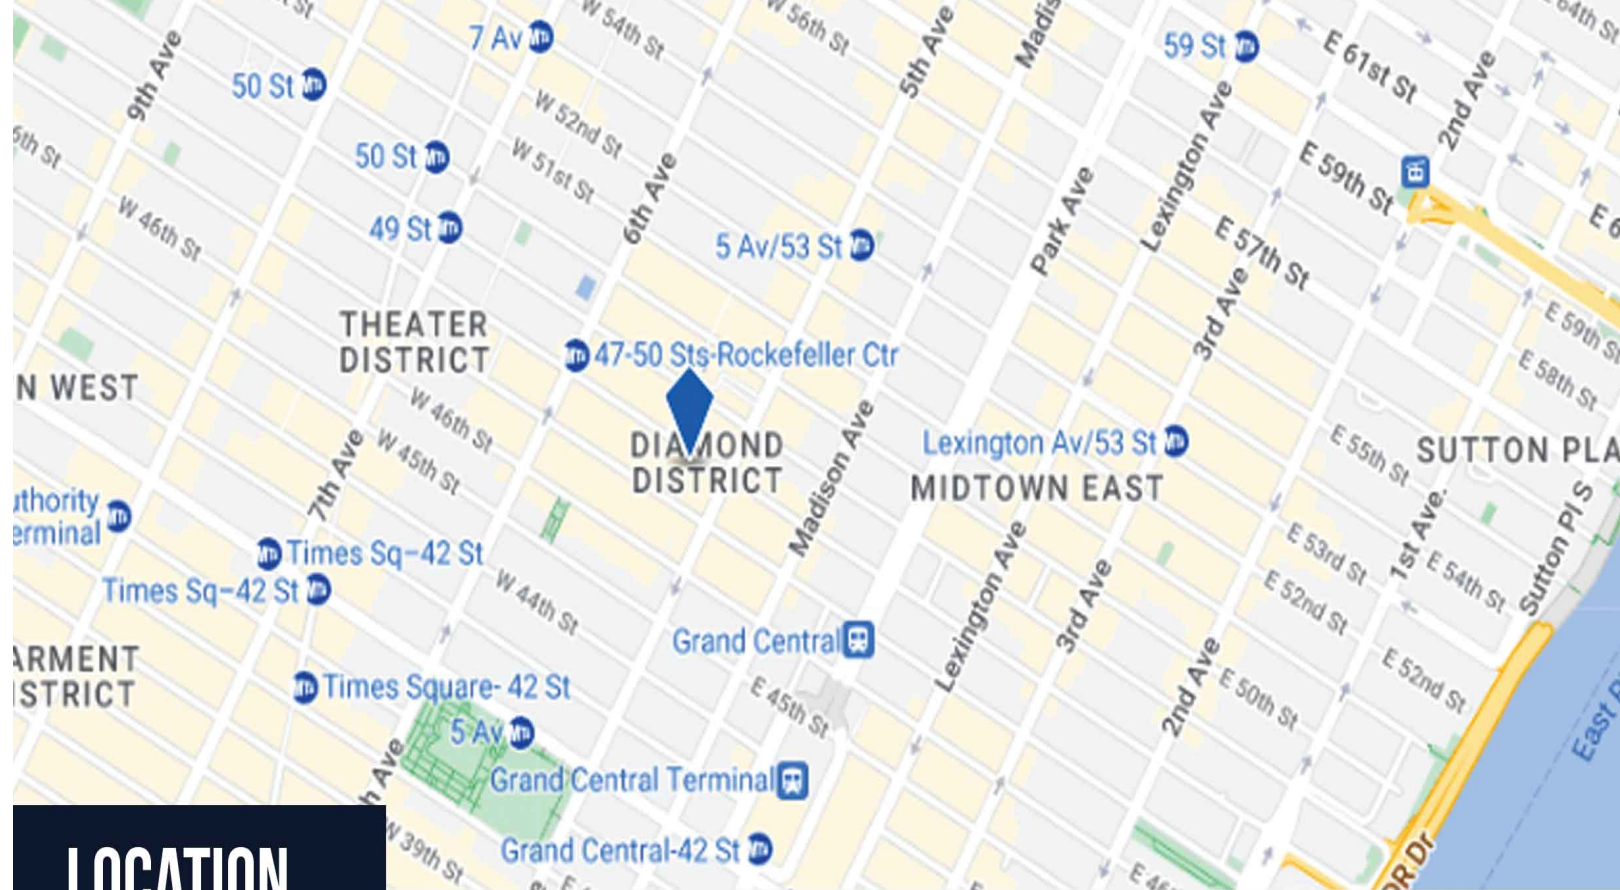 W 54th St
W 56th St
5th Ave
Madis
64th St
7 Av
59 St
E 61st St
2nd Ave
9th Ave
50 St
W 52nd St
Lexington Ave
50 St
W 51st St
E 59th St
6th Ave
Park Ave
W 46th St
49 St
5 Av/53 St
E 57th St
E 6
3rd Ave
E 59th S
THEATER
DISTRICT
47-50 Sts-Rockefeller Ctr
E 58th St
N WEST
W 46th St
W 45th St
DIAMOND
DISTRICT
Madison Ave
Lexington Av/53 St
MIDTOWN EAST
E 55th St
SUTTON PLA
7th Ave
uthority
erminal
Times Sq–42 St
Times Sq–42 St
E 53rd St
1st Ave.
E 54th St
Sutton Pl S
W 44th St
Lexington Ave
3rd Ave
E 52nd St
Grand Central
ARMENT
ISTRICT
Times Square- 42 St
E 45th St
2nd Ave
E 50th St
E 52nd St
5 Av
East
h Ave
Grand Central Terminal
W 39th St
Grand Central-42 St
DR Dr
LOCATION